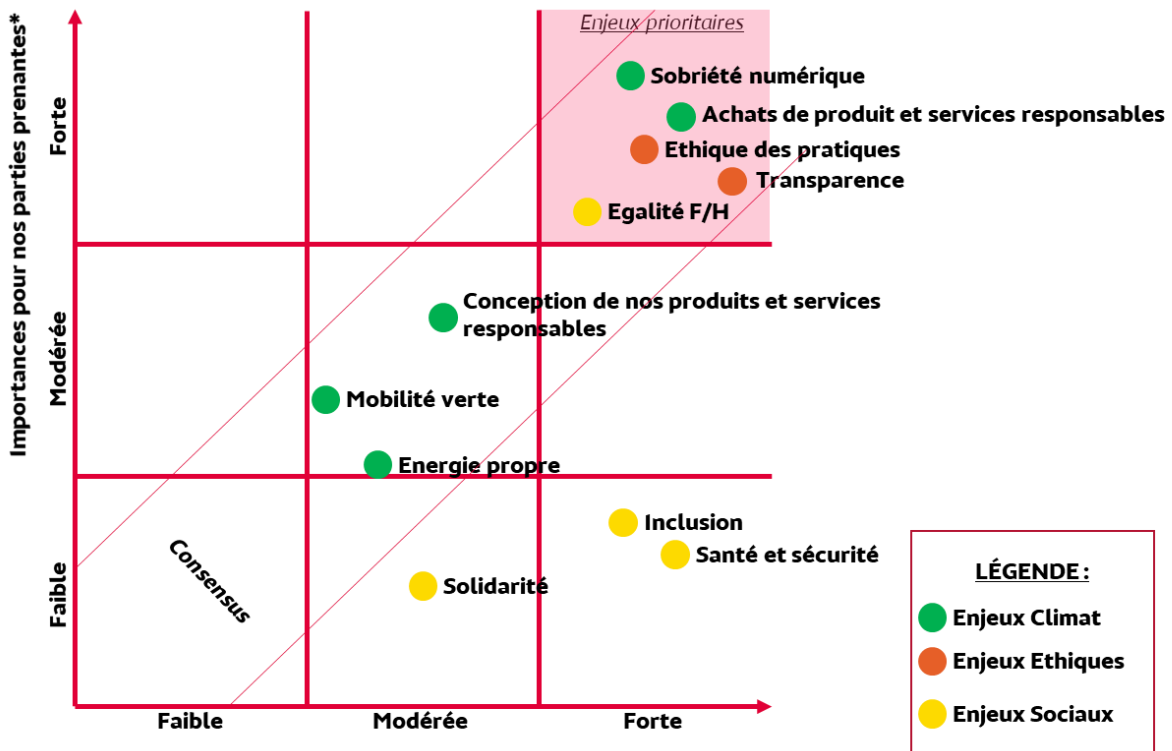 Importances pour nos parties prenantes*
Forte
Modérée
Faible
Enjeux prioritaires
Sobriété numérique
Achats de produit et services responsables
Ethique des pratiques
Transparence
Egalité F/H
Conception de nos produits et services
responsables
Mobilité verte
Energie propre
Inclusion
Santé et sécurité
Solidarité
Consensus
Faible
Modérée
Forte
LÉGENDE :
Enjeux Climat
Enjeux Ethiques
Enjeux Sociaux